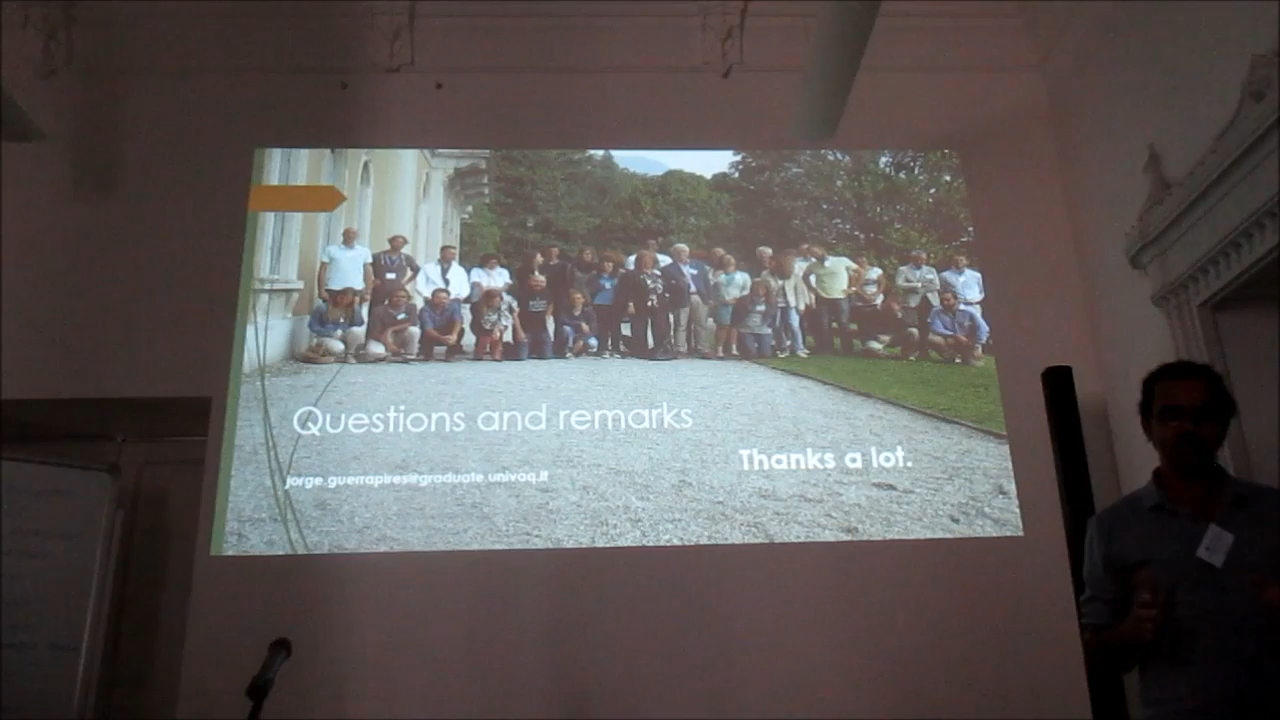 Questions and remarks
Thanks a lot.
jorge.guerrapires@graduate.univaq.it